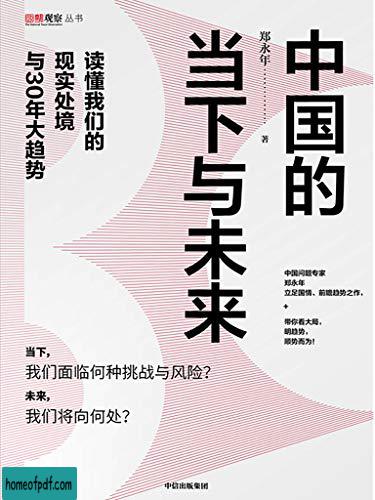 国朝观察 丛书
中国的
当下与未来
郑永年
著
读懂我们的
现实处境
与30年大趋势
中国问题专家
郑永年
立足国情、前瞻趋势之作,
+
带你看大局,
明趋势,
顺势而为!
当下,
我们面临何种挑战与风险?
未来,
我们将向何处?
中信出版集团
homeofpdf.com